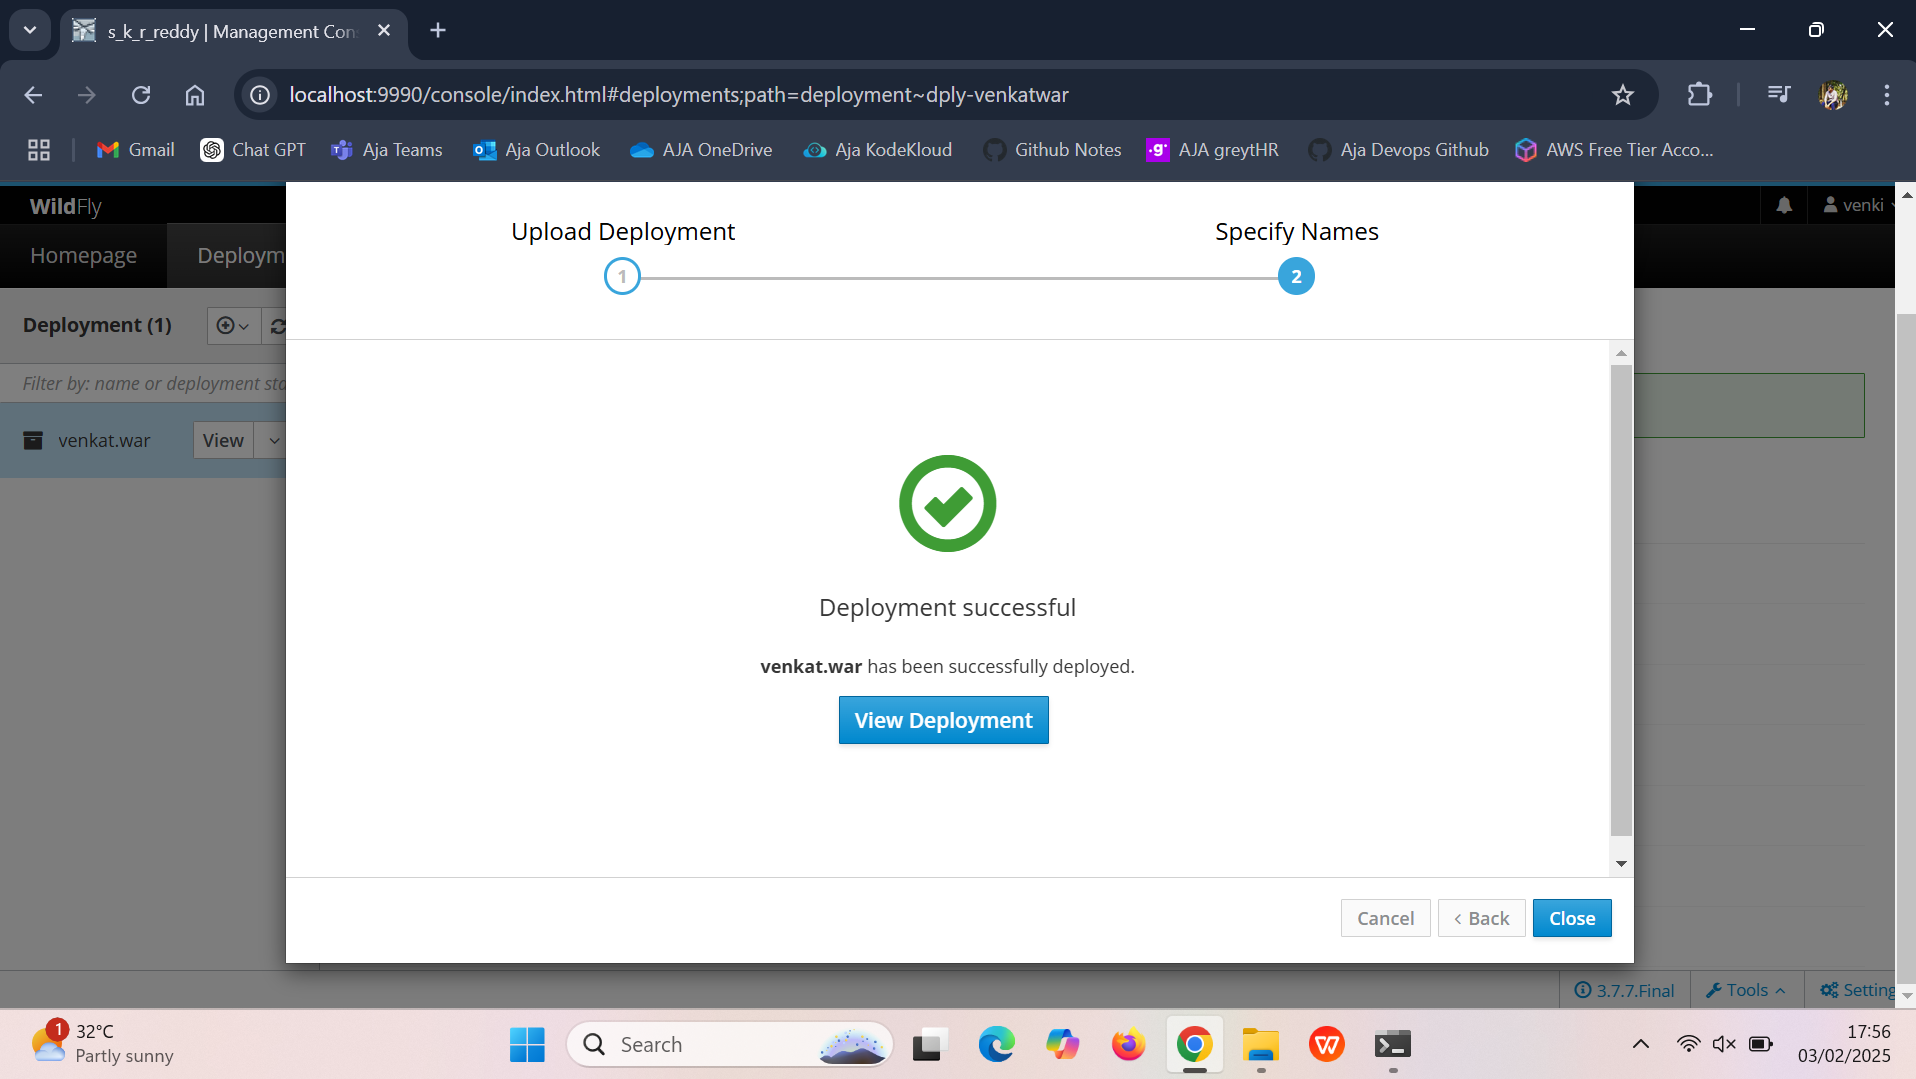 s_k_r_reddy | Management Con
localhost:9990/console/index.html#deployments;path=deployment~dply-venkatwar
Gmail
Chat GPT
Aja Teams
Aja Outlook
AJA OneDrive
Aja KodeKloud
Github Notes
.g
AJA greytHR
Aja Devops Github
AWS Free Tier Acco...
WildFly
venki
Homepage
Deploym
Upload Deployment
Specify Names
1
2
Deployment (1)
Filter by: name or deployment sta
venkat.war
View
Deployment successful
venkat.war has been successfully deployed.
View Deployment
Cancel
< Back
Close
3.7.7.Final
Tools
Setting
1
32°C
Partly sunny
Search
W
17:56
03/02/2025